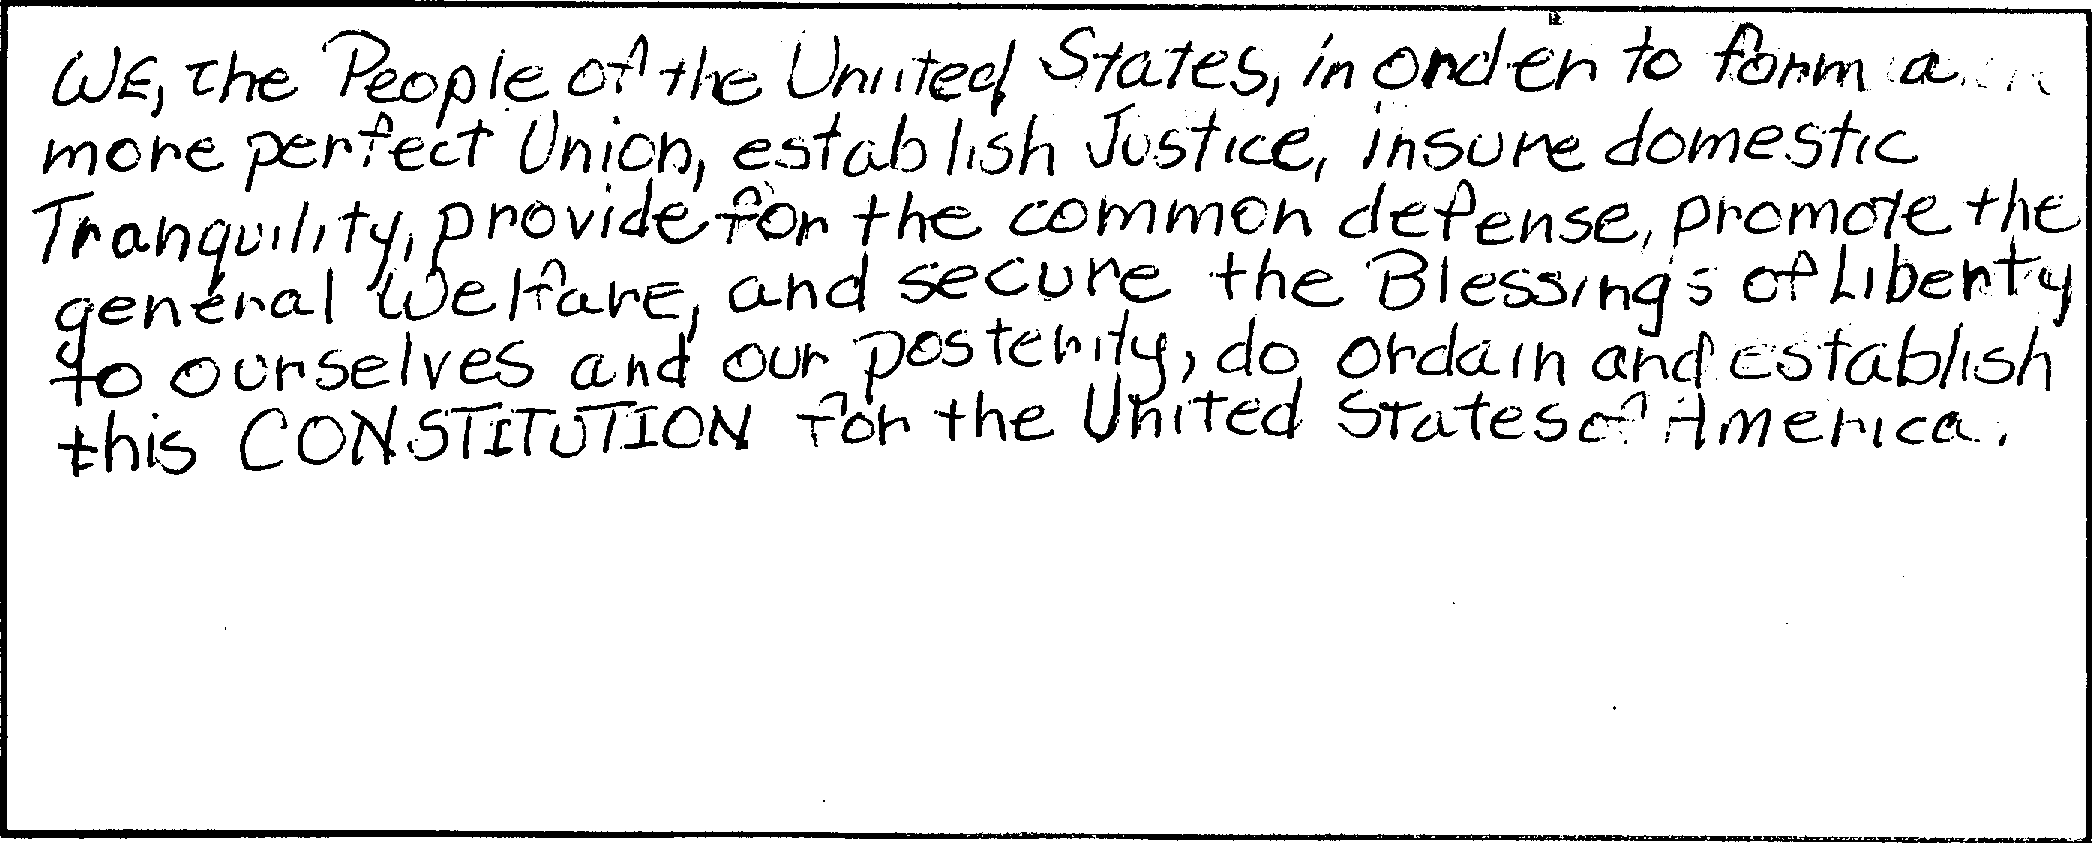 WE, the People of the United States, in order to form a
more perfect Union, establish Justice, insure domestic
Tranquility, provide for the common defense, promote the
general Welfare, and secure the Blessings of Liberty
to ourselves and our posterity, do ordain and establish
this CONSTITUTION for the United States of America.